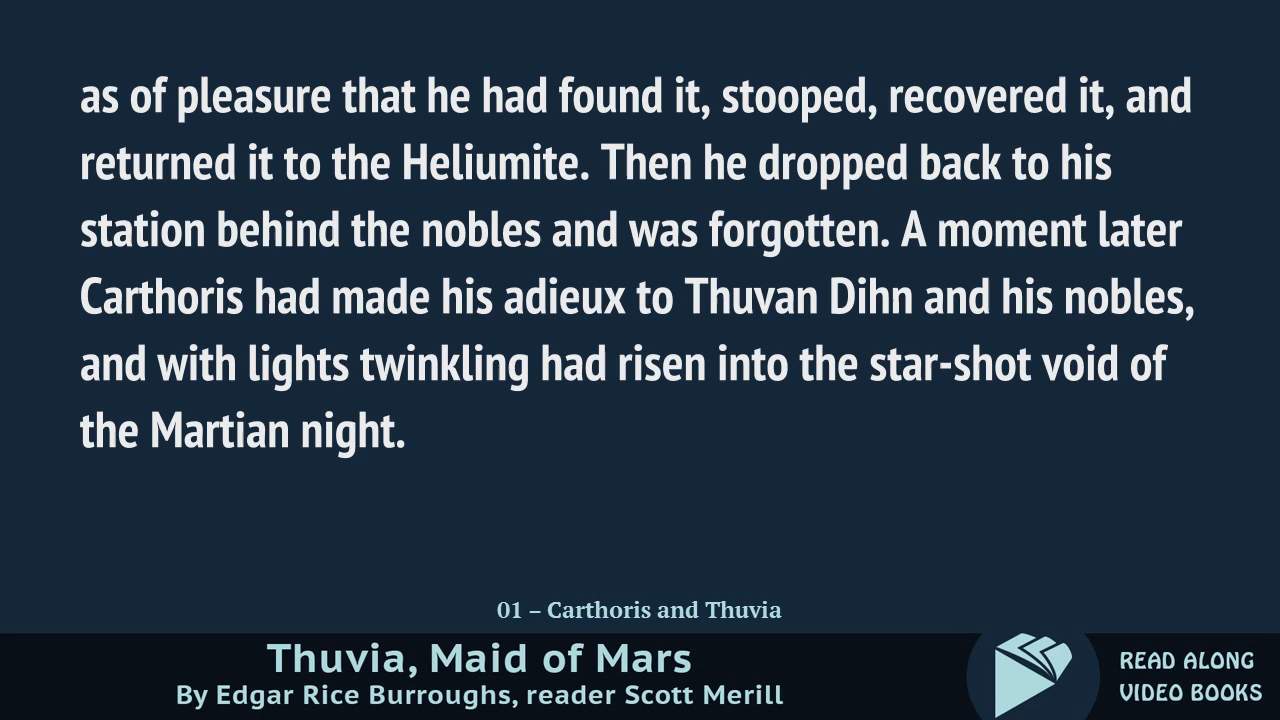 as of pleasure that he had found it, stooped, recovered it, and
returned it to the Heliumite. Then he dropped back to his
station behind the nobles and was forgotten. A moment later
Carthoris had made his adieux to Thuvan Dihn and his nobles,
and with lights twinkling had risen into the star-shot void of
the Martian night.
01 – Carthoris and Thuvia
Thuvia, Maid of Mars
By Edgar Rice Burroughs, reader Scott Merill
READ ALONG
VIDEO BOOKS